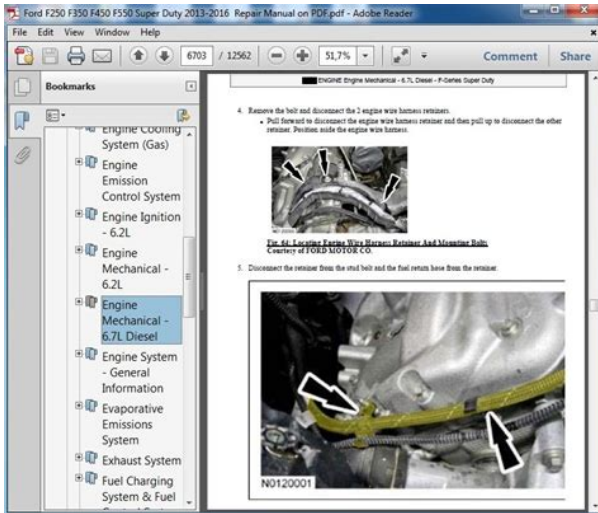 Ford F250 F350 F450 F550 Super Duty 2013-2016 Repair Manual on PDF.pdf - Adobe Reader
File Edit View Window Help
6703 / 12562 51,7% Comment Share
Bookmarks
Engine Cooling
System (Gas)
Engine
Emission
Control System
Engine Ignition
- 6.2L
Engine
Mechanical -
6.2L
Engine
Mechanical -
6.7L Diesel
Engine System
- General
Information
Evaporative
Emissions
System
Exhaust System
Fuel Charging
System & Fuel
ENGINE Engine Mechanical - 6.7L Diesel - F-Series Super Duty
4. Remove the bolt and disconnect the 2 engine wire harness retainers.
Pull forward to disconnect the engine wire harness retainer and then pull up to disconnect the other
retainer. Position aside the engine wire harness.
Fig. 64: Locating Engine Wire Harness Retainer And Mounting Bolts
Courtesy of FORD MOTOR CO.
5. Disconnect the retainer from the stud bolt and the fuel return hose from the retainer.
N0120001